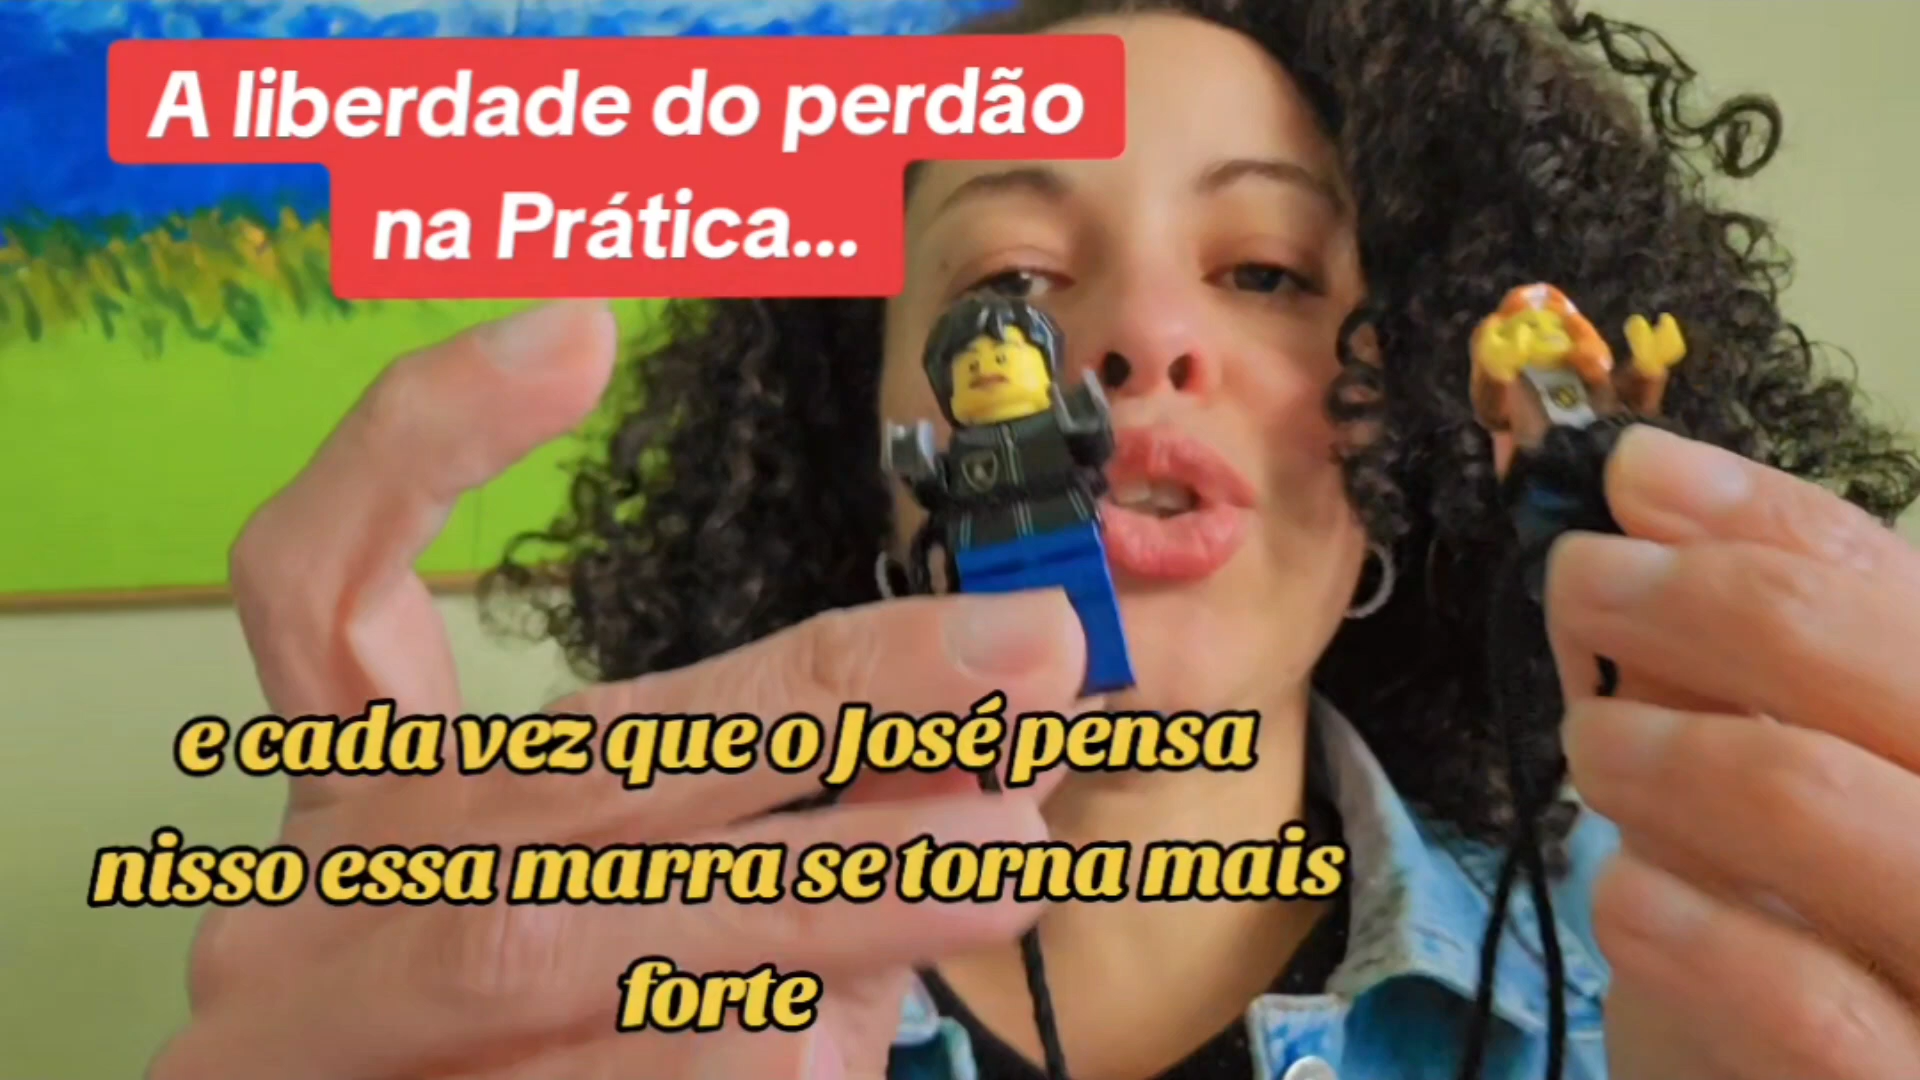 A liberdade do perdão
na Prática...
e cada vez que o José pensa
nisso essa marra se torna mais
forte